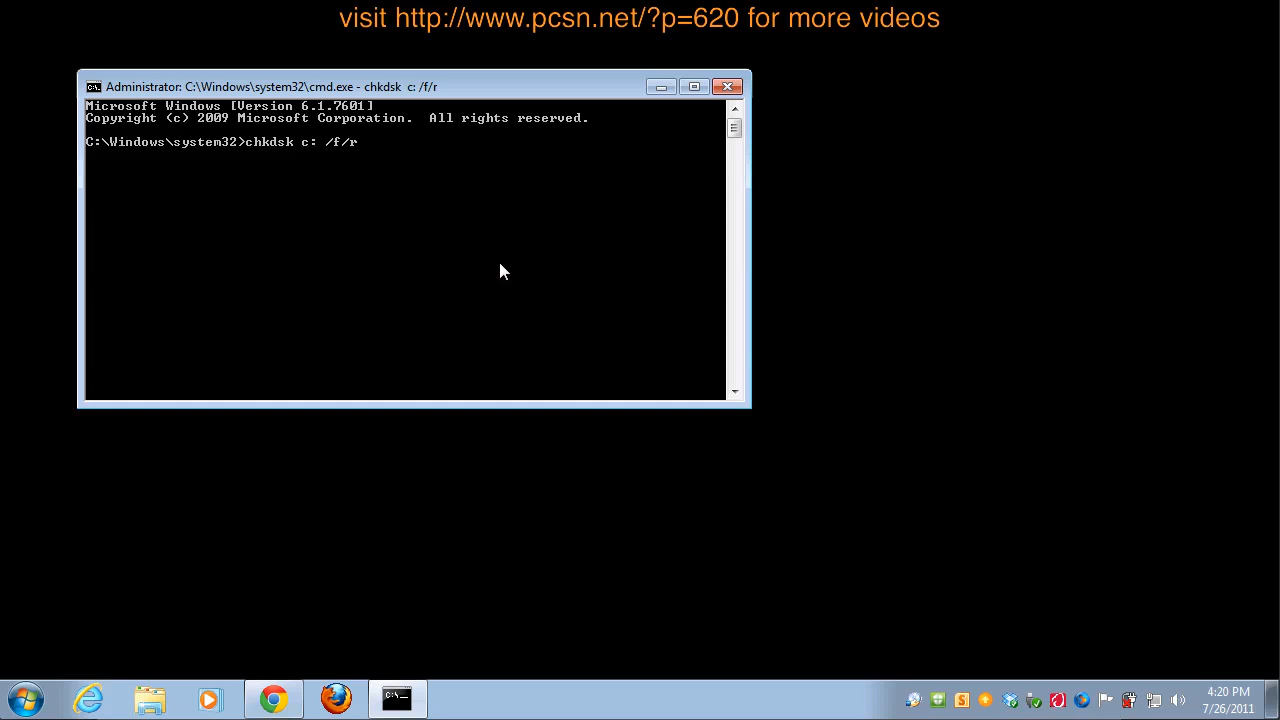 visit http://www.pcsn.net/?p=620 for more videos
Administrator: C:\Windows\system32\cmd.exe - chkdsk  c: /f/r
Microsoft Windows [Version 6.1.7601]
Copyright (c) 2009 Microsoft Corporation.  All rights reserved.
C:\Windows\system32>chkdsk c: /f/r
C:\
4:20 PM
7/26/2011